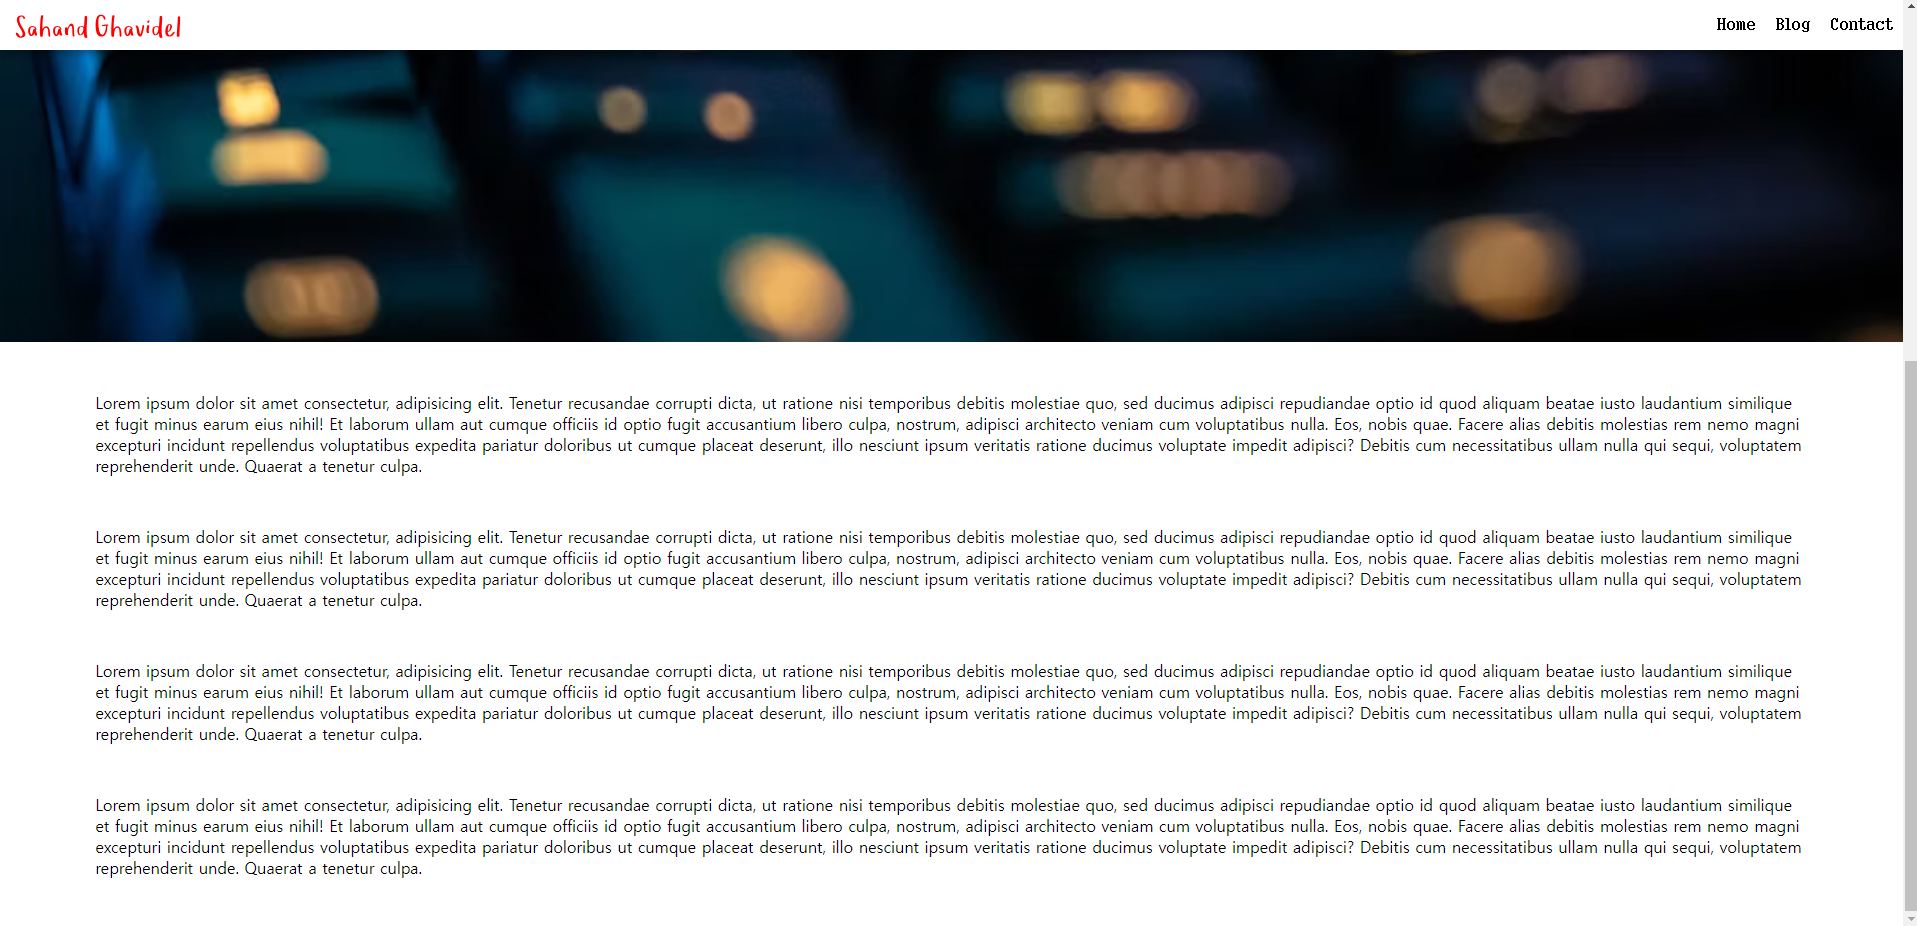 Sahand Ghavidel
Home Blog Contact
Lorem ipsum dolor sit amet consectetur, adipisicing elit. Tenetur recusandae corrupti dicta, ut ratione nisi temporibus debitis molestiae quo, sed ducimus adipisci repudiandae optio id quod aliquam beatae iusto laudantium similique
et fugit minus earum eius nihil! Et laborum ullam aut cumque officiis id optio fugit accusantium libero culpa, nostrum, adipisci architecto veniam cum voluptatibus nulla. Eos, nobis quae. Facere alias debitis molestias rem nemo magni
excepturi incidunt repellendus voluptatibus expedita pariatur doloribus ut cumque placeat deserunt, illo nesciunt ipsum veritatis ratione ducimus voluptate impedit adipisci? Debitis cum necessitatibus ullam nulla qui sequi, voluptatem
reprehenderit unde. Quaerat a tenetur culpa.
Lorem ipsum dolor sit amet consectetur, adipisicing elit. Tenetur recusandae corrupti dicta, ut ratione nisi temporibus debitis molestiae quo, sed ducimus adipisci repudiandae optio id quod aliquam beatae iusto laudantium similique
et fugit minus earum eius nihil! Et laborum ullam aut cumque officiis id optio fugit accusantium libero culpa, nostrum, adipisci architecto veniam cum voluptatibus nulla. Eos, nobis quae. Facere alias debitis molestias rem nemo magni
excepturi incidunt repellendus voluptatibus expedita pariatur doloribus ut cumque placeat deserunt, illo nesciunt ipsum veritatis ratione ducimus voluptate impedit adipisci? Debitis cum necessitatibus ullam nulla qui sequi, voluptatem
reprehenderit unde. Quaerat a tenetur culpa.
Lorem ipsum dolor sit amet consectetur, adipisicing elit. Tenetur recusandae corrupti dicta, ut ratione nisi temporibus debitis molestiae quo, sed ducimus adipisci repudiandae optio id quod aliquam beatae iusto laudantium similique
et fugit minus earum eius nihil! Et laborum ullam aut cumque officiis id optio fugit accusantium libero culpa, nostrum, adipisci architecto veniam cum voluptatibus nulla. Eos, nobis quae. Facere alias debitis molestias rem nemo magni
excepturi incidunt repellendus voluptatibus expedita pariatur doloribus ut cumque placeat deserunt, illo nesciunt ipsum veritatis ratione ducimus voluptate impedit adipisci? Debitis cum necessitatibus ullam nulla qui sequi, voluptatem
reprehenderit unde. Quaerat a tenetur culpa.
Lorem ipsum dolor sit amet consectetur, adipisicing elit. Tenetur recusandae corrupti dicta, ut ratione nisi temporibus debitis molestiae quo, sed ducimus adipisci repudiandae optio id quod aliquam beatae iusto laudantium similique
et fugit minus earum eius nihil! Et laborum ullam aut cumque officiis id optio fugit accusantium libero culpa, nostrum, adipisci architecto veniam cum voluptatibus nulla. Eos, nobis quae. Facere alias debitis molestias rem nemo magni
excepturi incidunt repellendus voluptatibus expedita pariatur doloribus ut cumque placeat deserunt, illo nesciunt ipsum veritatis ratione ducimus voluptate impedit adipisci? Debitis cum necessitatibus ullam nulla qui sequi, voluptatem
reprehenderit unde. Quaerat a tenetur culpa.